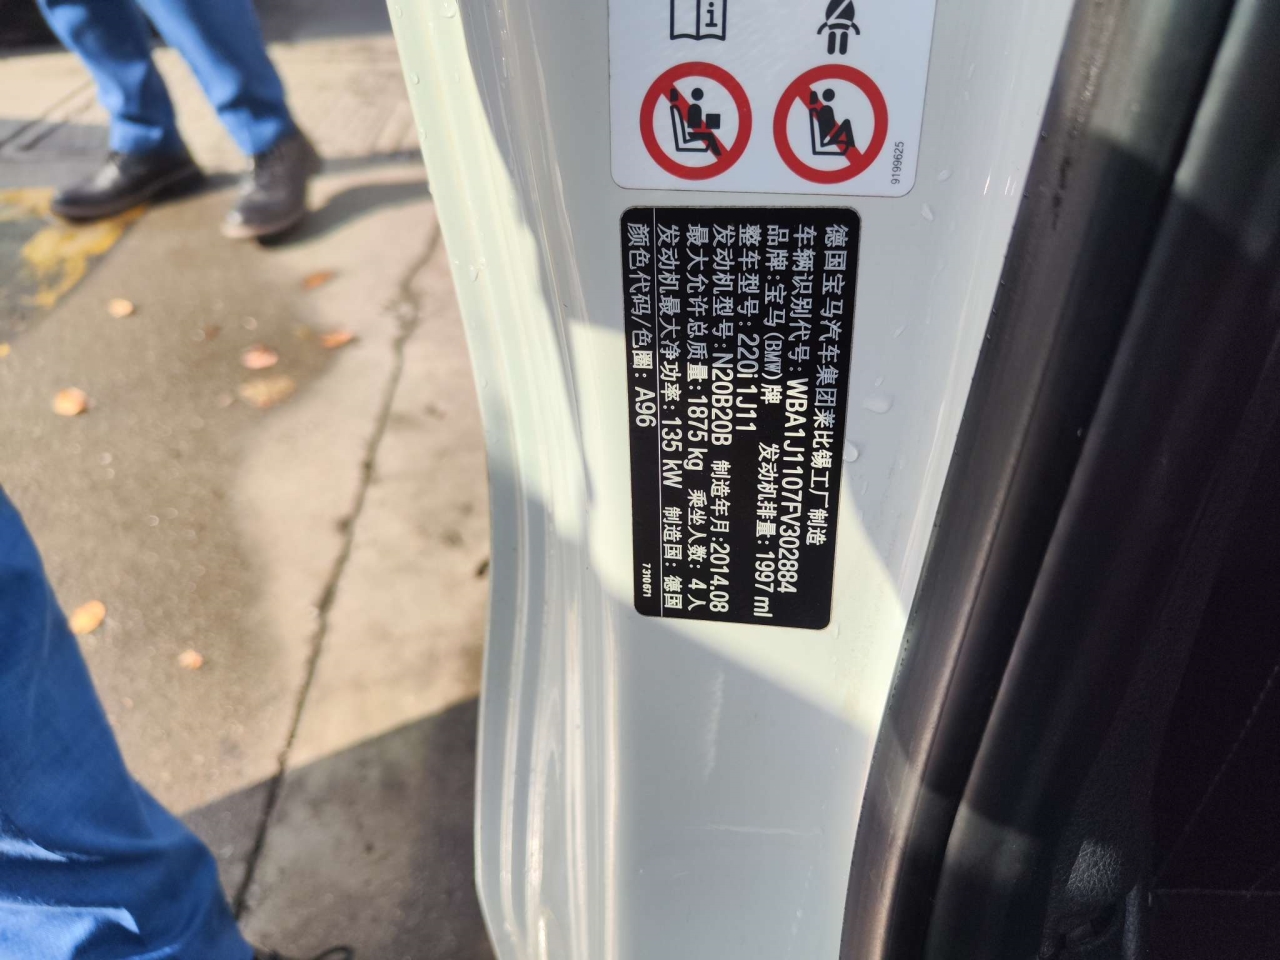 9199625
德国宝马汽车集团莱比锡工厂制造
车辆识别代号: WBA1J1107FV302884
品牌: 宝马(BMW)牌 发动机排量: 1997 ml
整车型号: 220i 1J11
发动机型号: N20B20B 制造年月:2014.08
最大允许总质量: 1875 kg 乘坐人数: 4 人
发动机最大净功率: 135 kW 制造国: 德国
颜色代码/色圈: A96
7 310 671